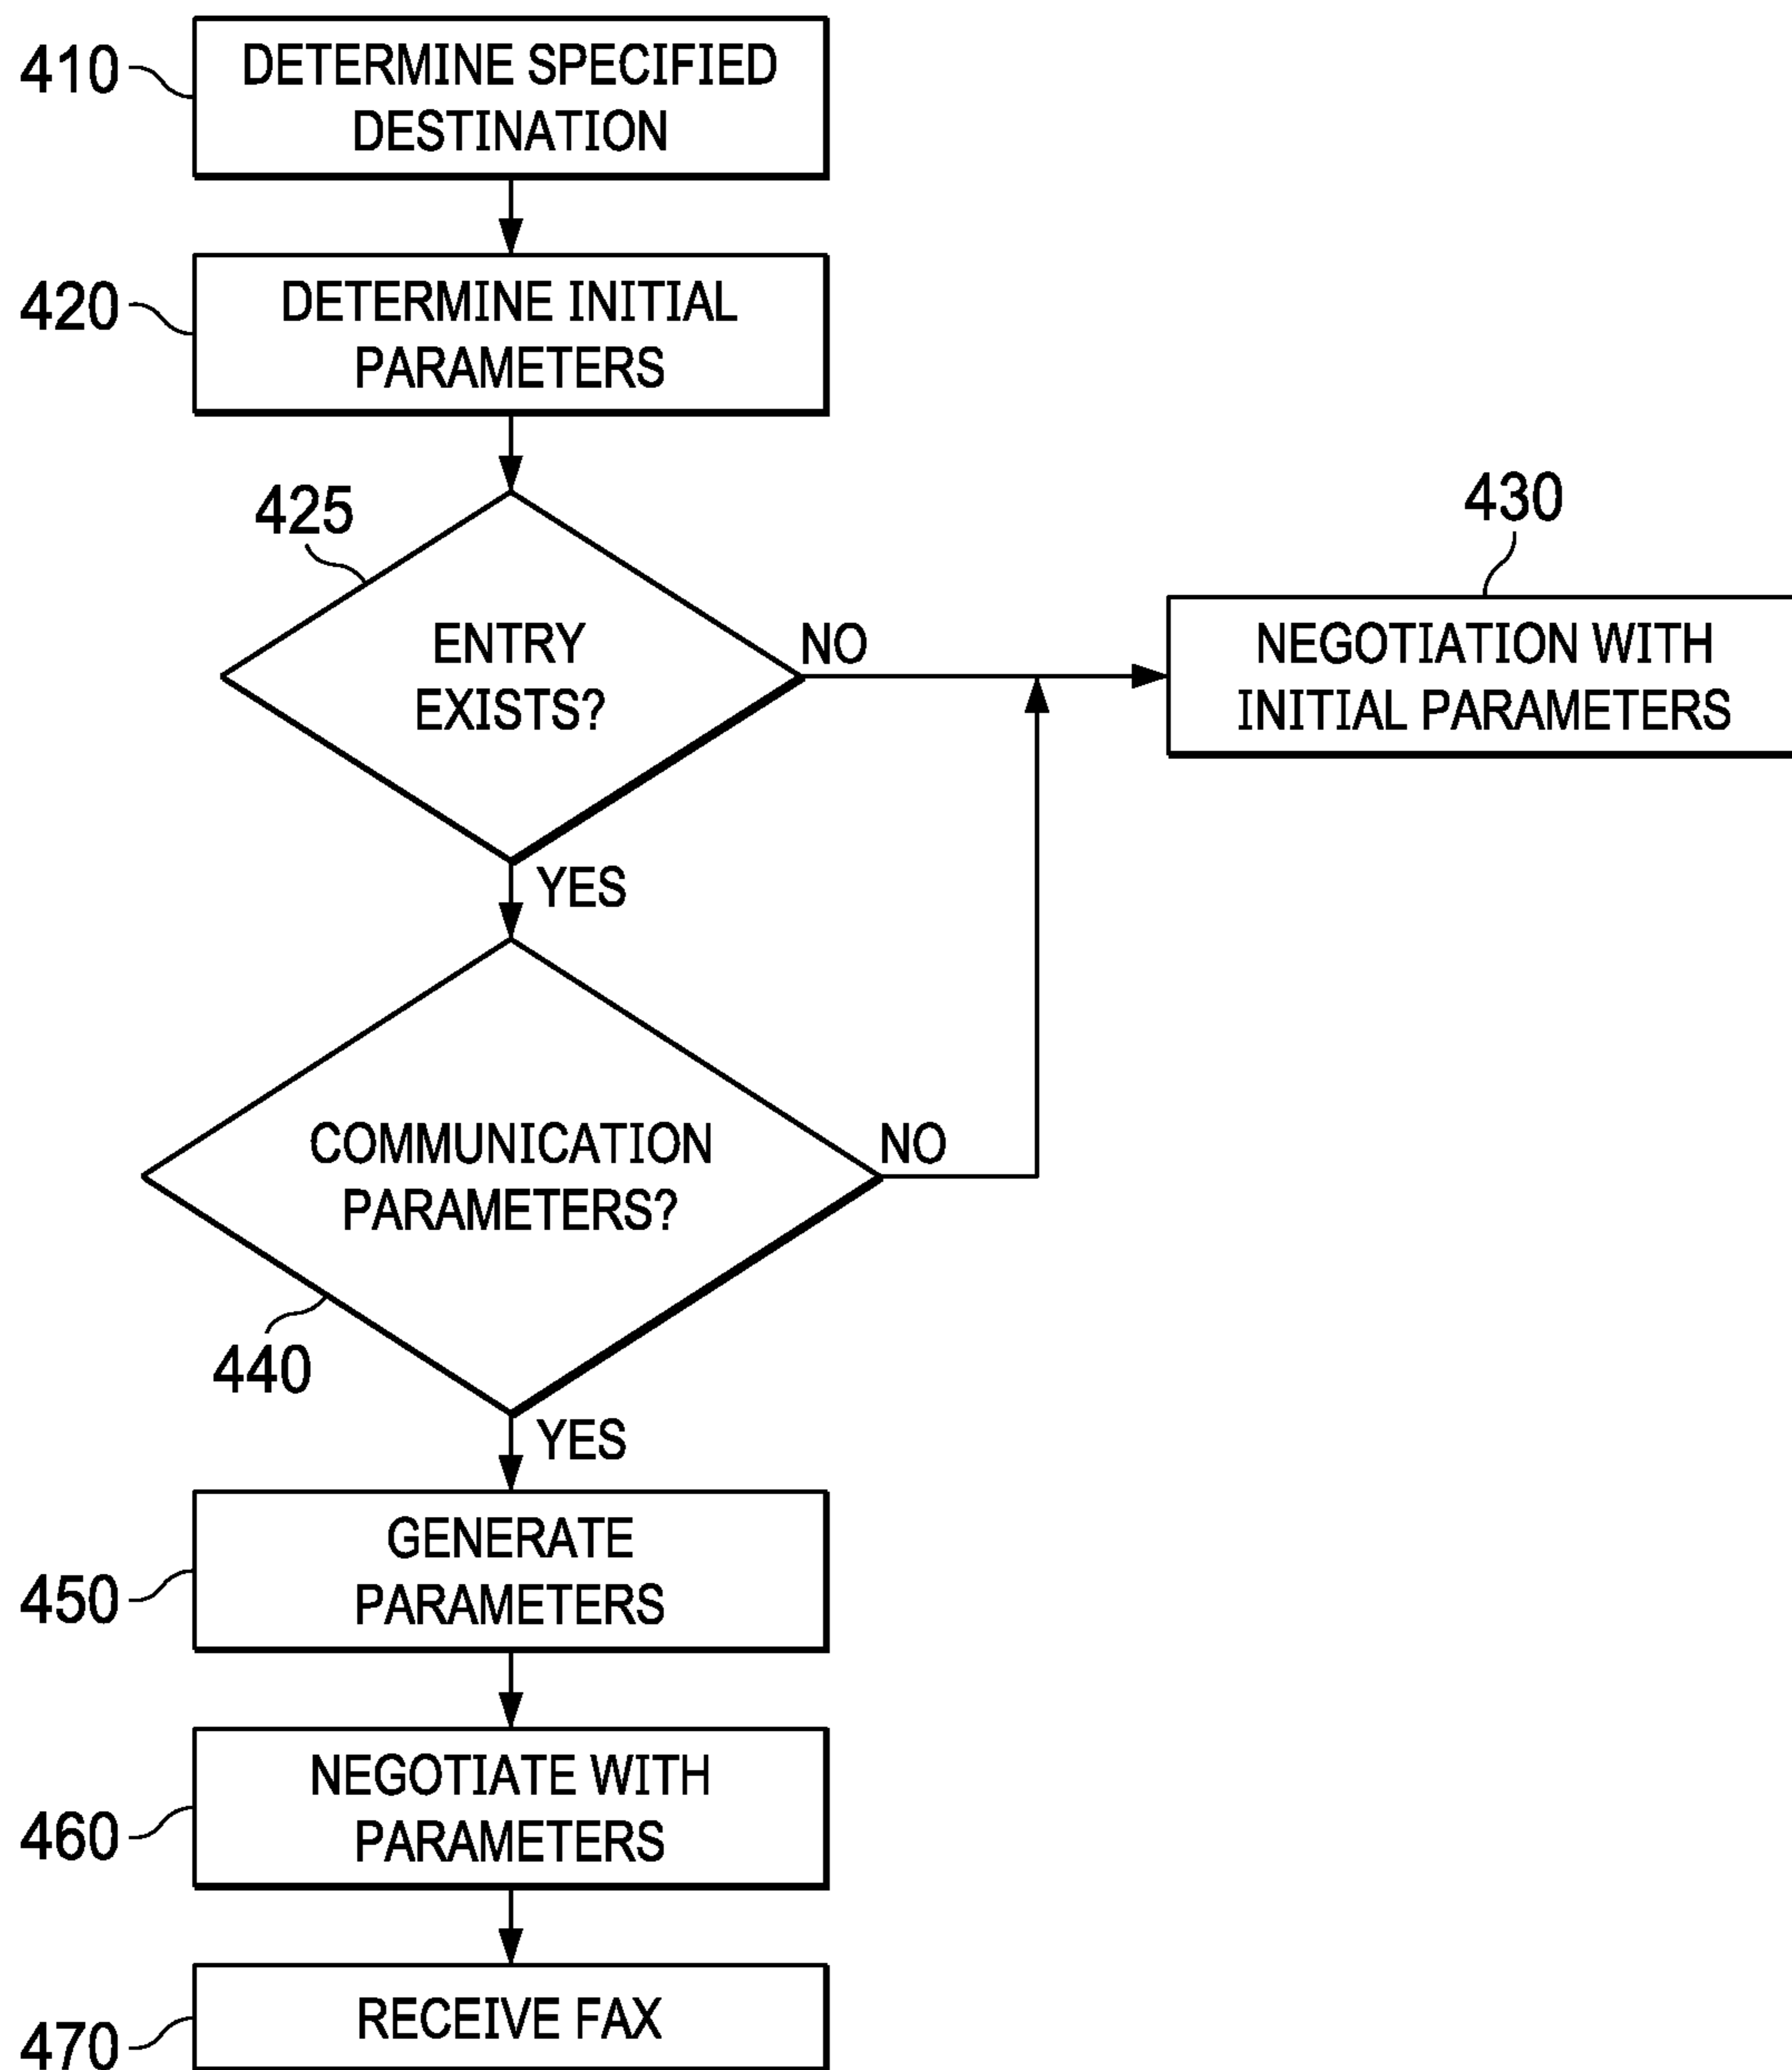 410
DETERMINE SPECIFIED
DESTINATION
420
DETERMINE INITIAL
PARAMETERS
425
ENTRY
EXISTS?
NO
430
NEGOTIATION WITH
INITIAL PARAMETERS
YES
COMMUNICATION
PARAMETERS?
NO
440
YES
450
GENERATE
PARAMETERS
460
NEGOTIATE WITH
PARAMETERS
470
RECEIVE FAX